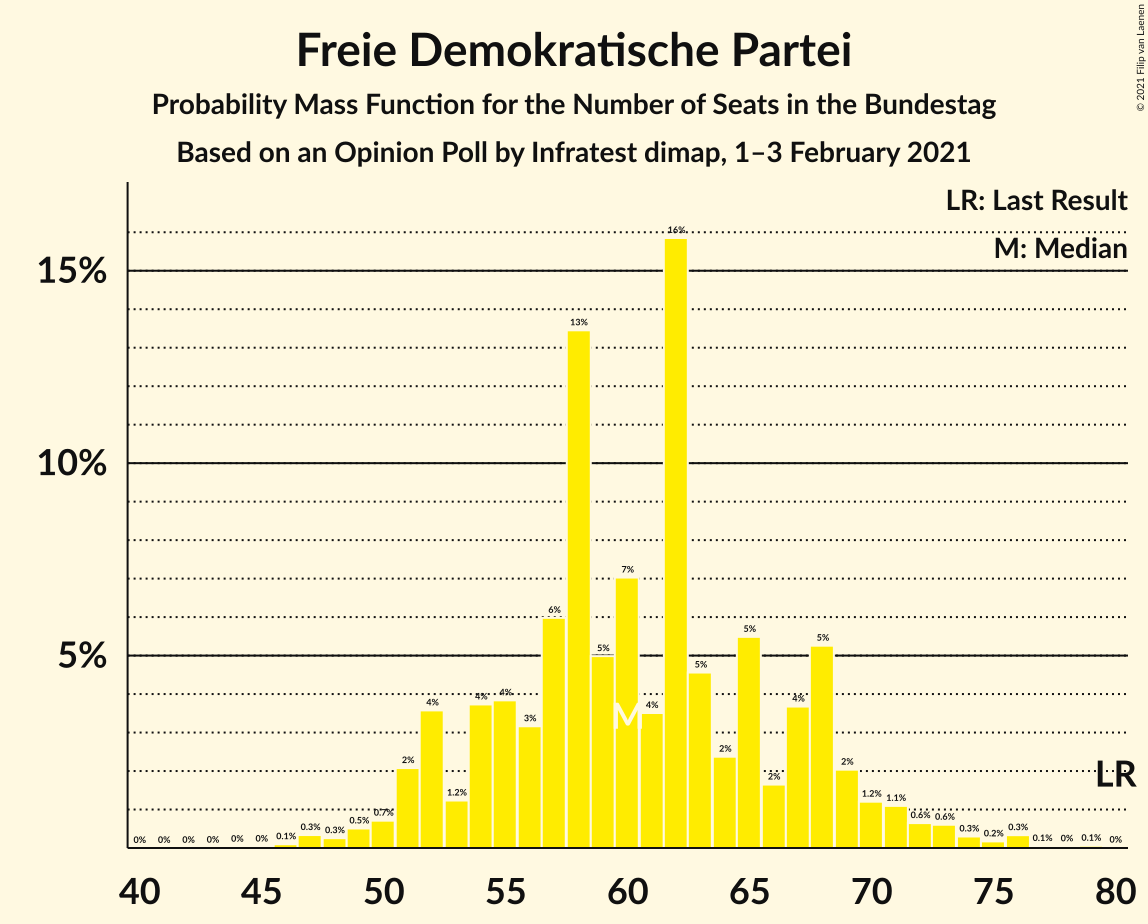 Freie Demokratische Partei
Probability Mass Function for the Number of Seats in the Bundestag
Based on an Opinion Poll by Infratest dimap, 1–3 February 2021
© 2021 Filip van Laenen
LR: Last Result
M: Median
15%
10%
5%
0% 0% 0% 0% 0% 0% 0.1% 0.3% 0.3% 0.5% 0.7% 2% 4% 1.2% 4% 4% 3% 6% 13% 5% 7% 4% 16% 5% 2% 5% 2% 4% 5% 2% 1.2% 1.1% 0.6% 0.6% 0.3% 0.2% 0.3% 0.1% 0% 0.1% 0%
M
LR
40 45 50 55 60 65 70 75 80